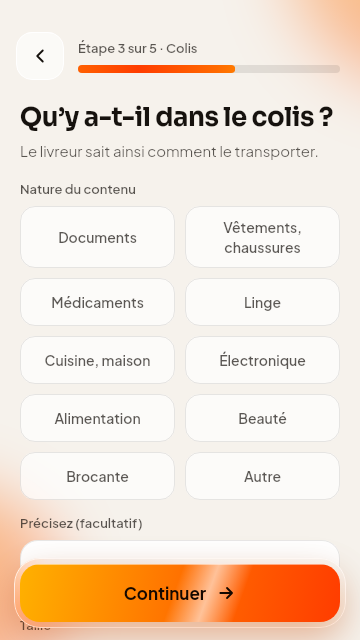 Étape 3 sur 5 · Colis
Qu’y a-t-il dans le colis ?
Le livreur sait ainsi comment le transporter.
Nature du contenu
Documents
Vêtements,
chaussures
Médicaments
Linge
Cuisine, maison
Électronique
Alimentation
Beauté
Brocante
Autre
Précisez (facultatif)
Continuer
Taille